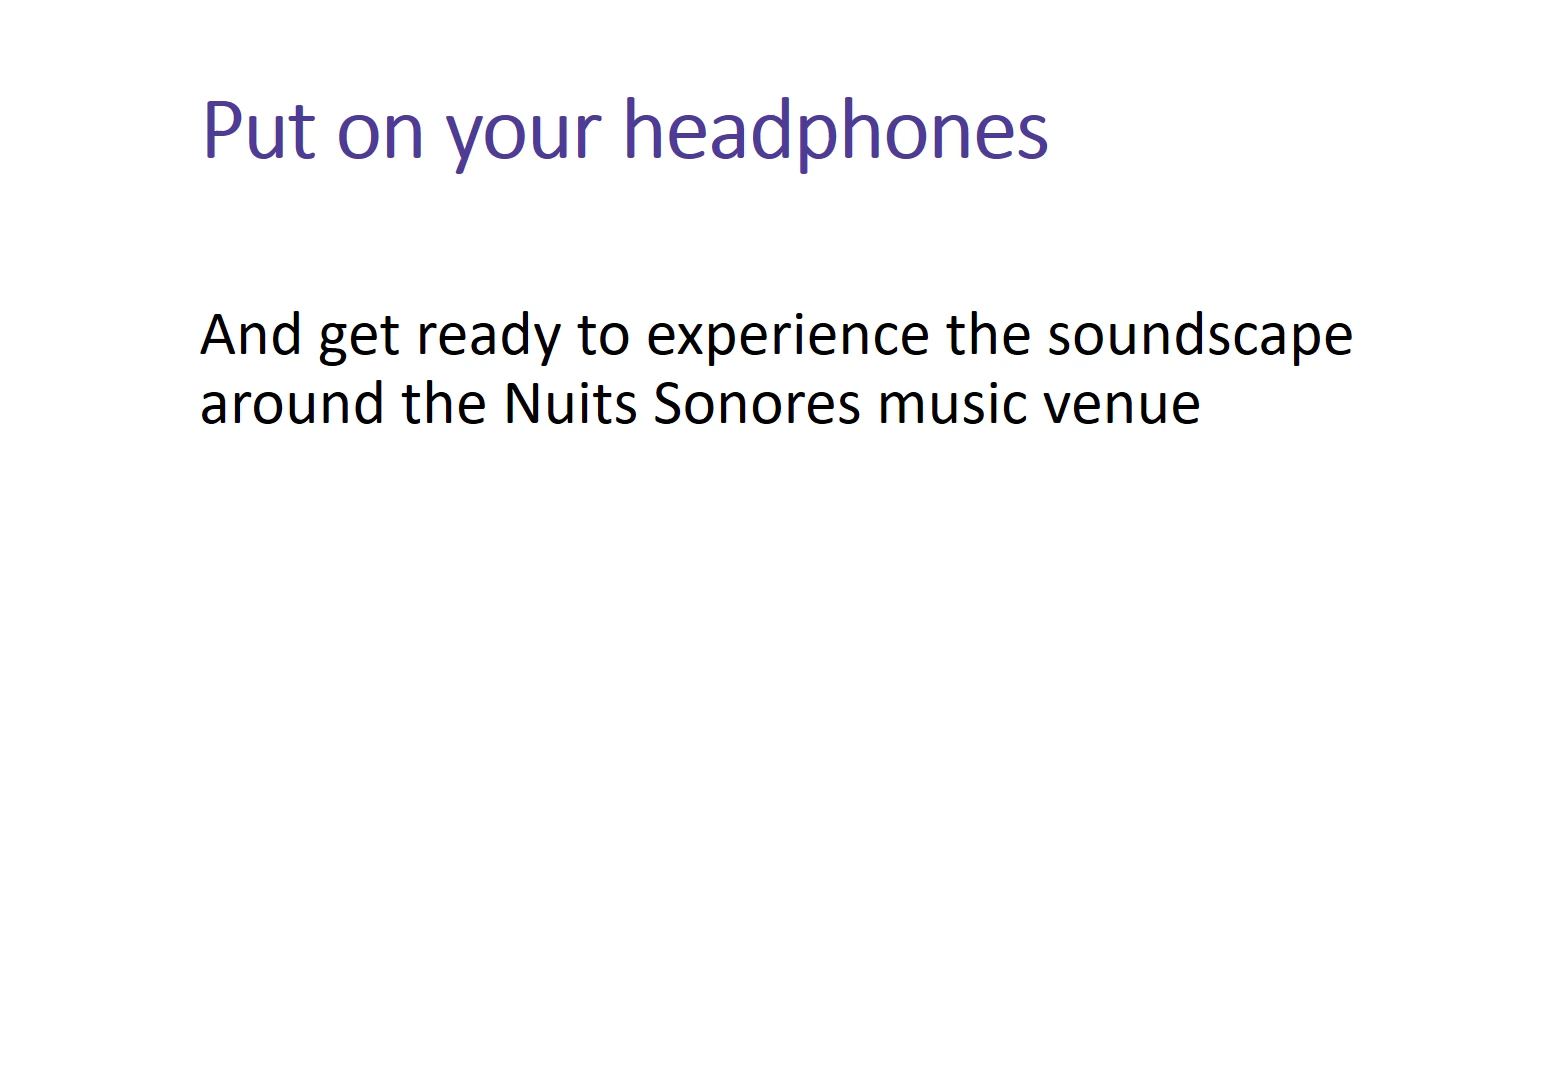 Put on your headphones
And get ready to experience the soundscape
around the Nuits Sonores music venue